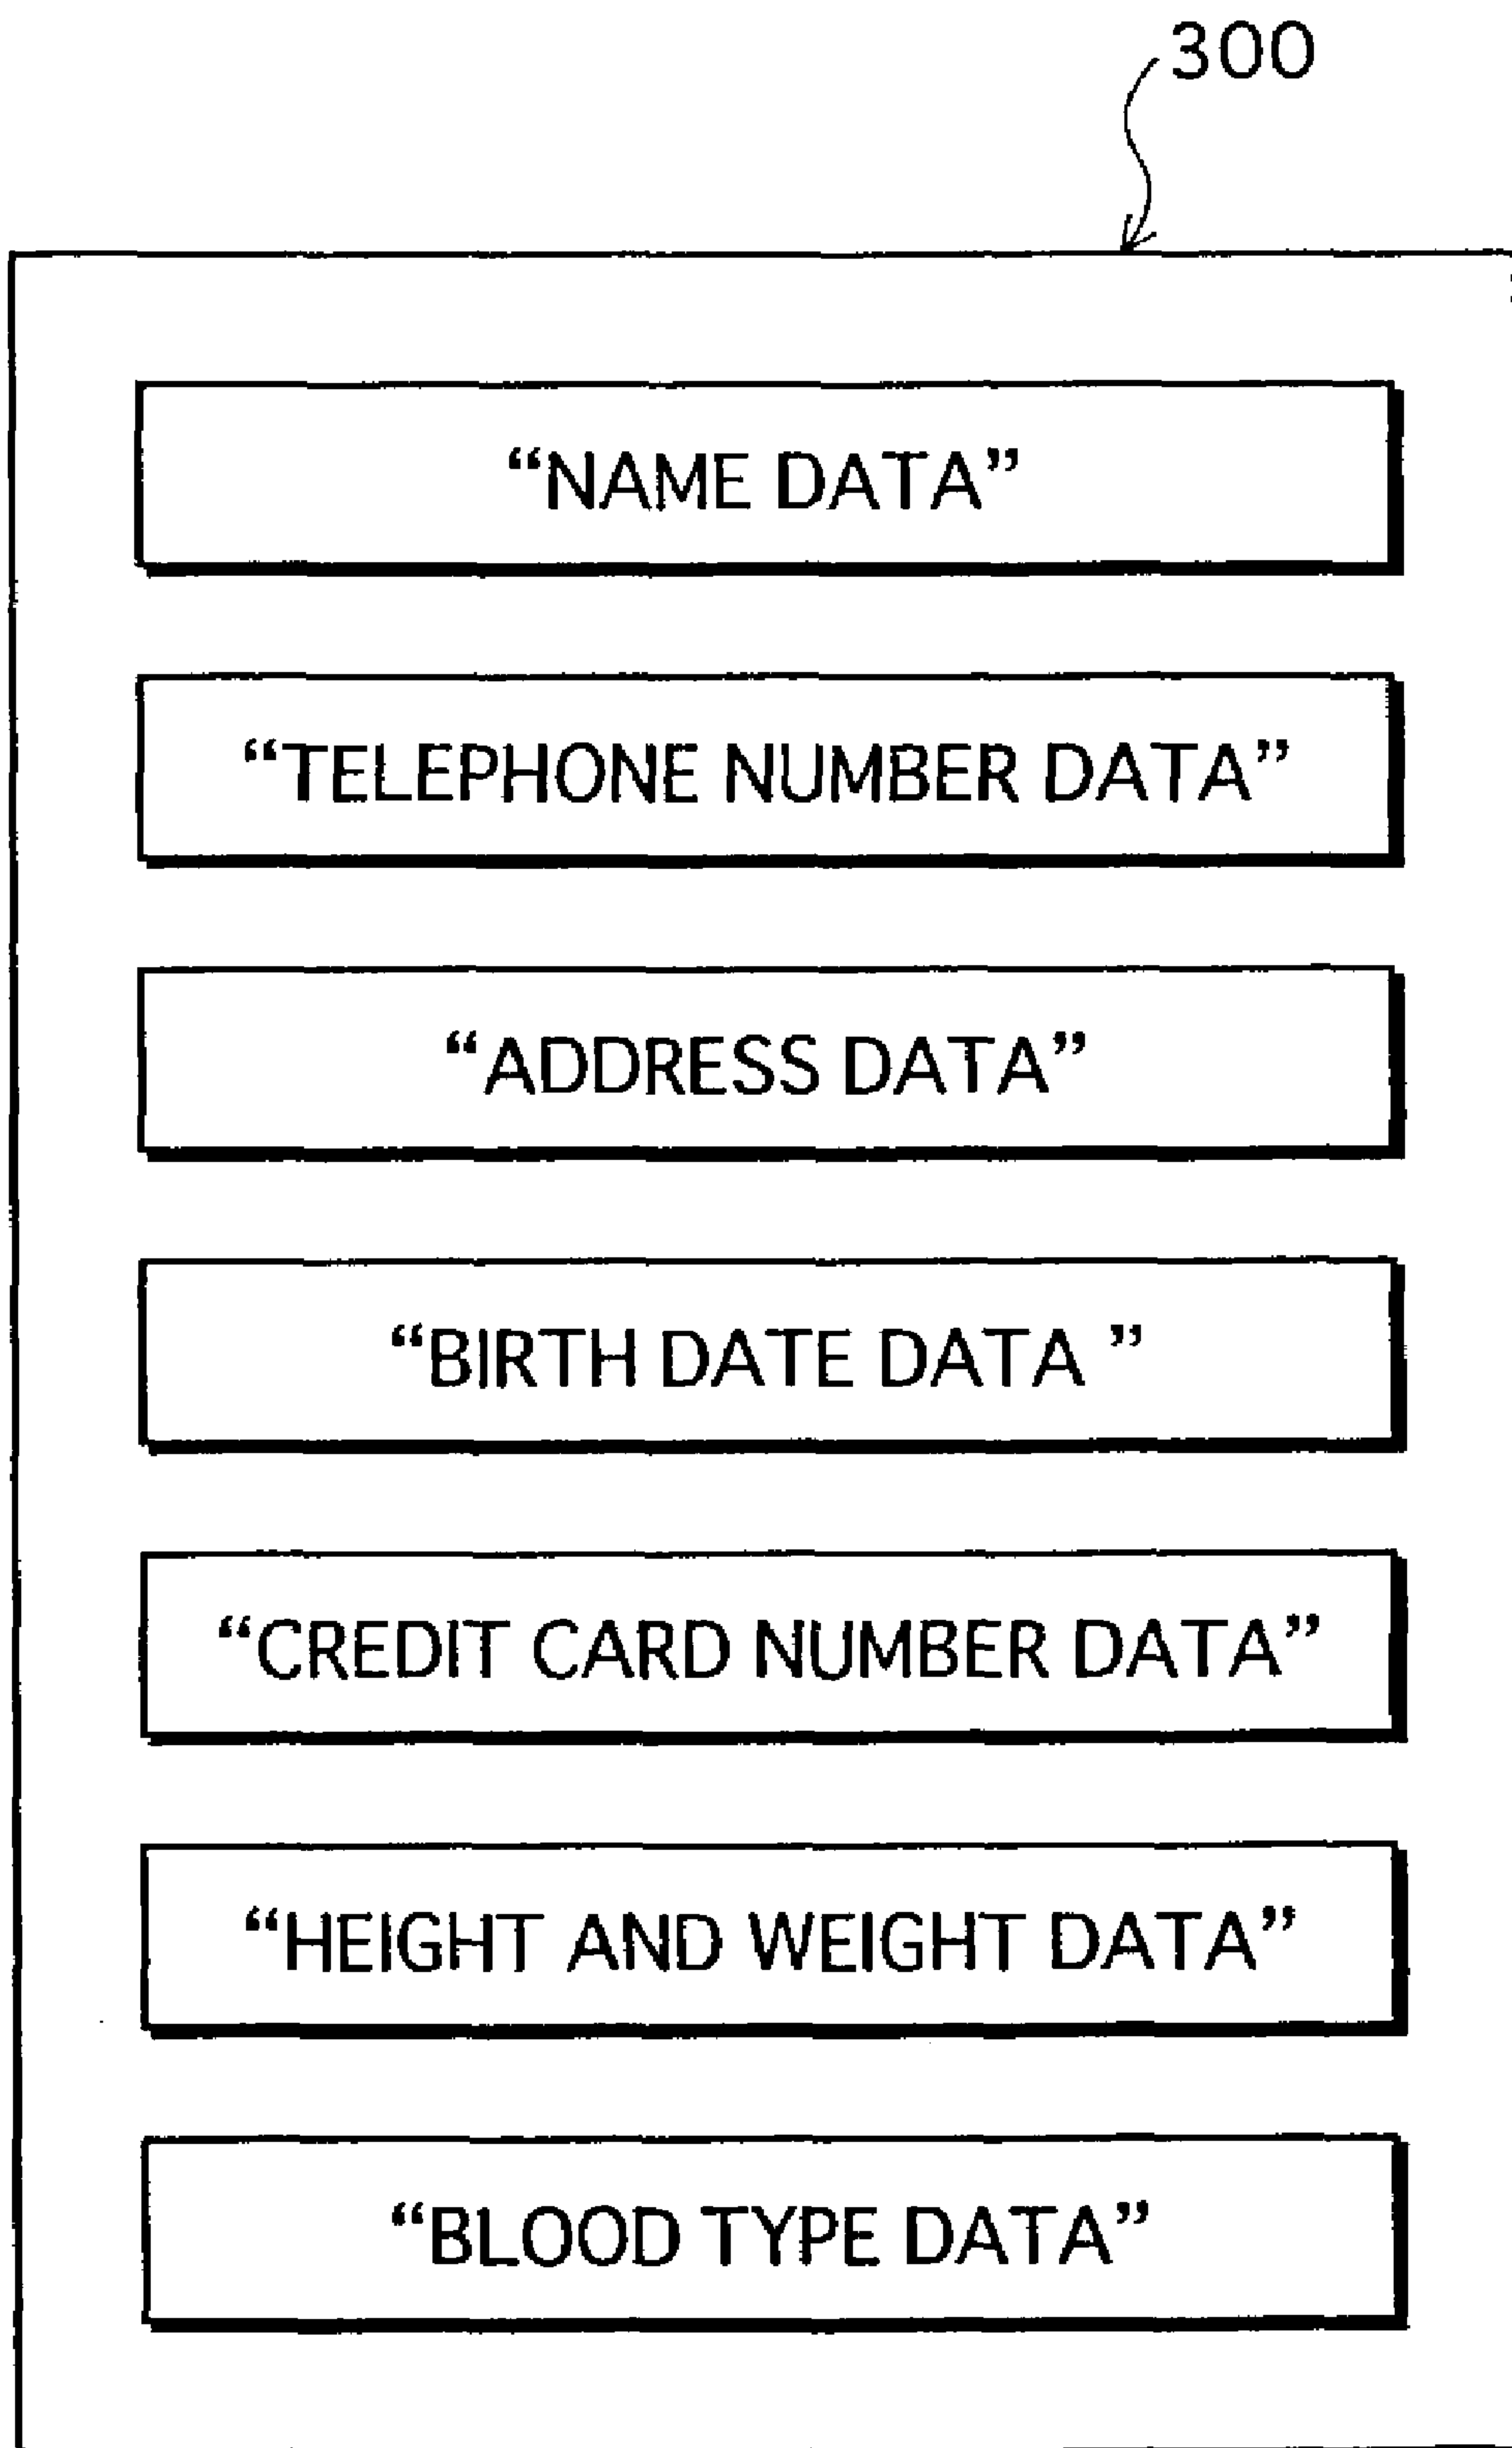 300
“NAME DATA”
“TELEPHONE NUMBER DATA”
“ADDRESS DATA”
“BIRTH DATE DATA ”
“CREDIT CARD NUMBER DATA”
“HEIGHT AND WEIGHT DATA”
“BLOOD TYPE DATA”